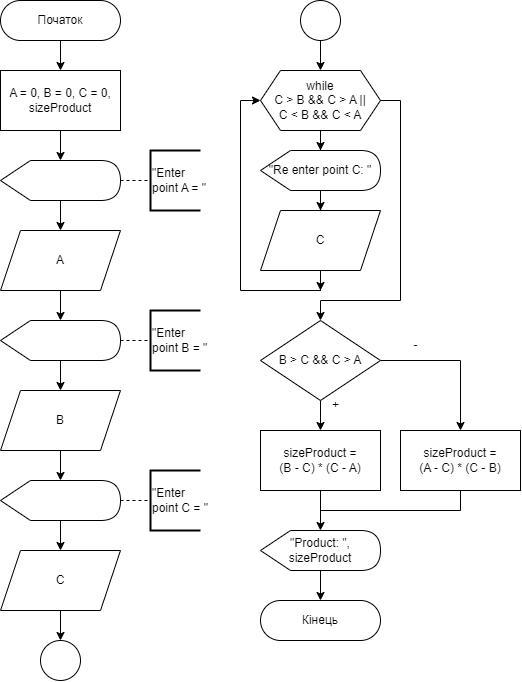 Початок
A = 0, B = 0, C = 0,
sizeProduct
"Enter
point A = "
A
"Enter
point B = "
B
"Enter
point C = "
C
while
C > B && C > A ||
C < B && C < A
"Re enter point C: "
C
B > C && C > A
-
+
sizeProduct =
(B - C) * (C - A)
sizeProduct =
(A - C) * (C - B)
"Product: ",
sizeProduct
Кінець